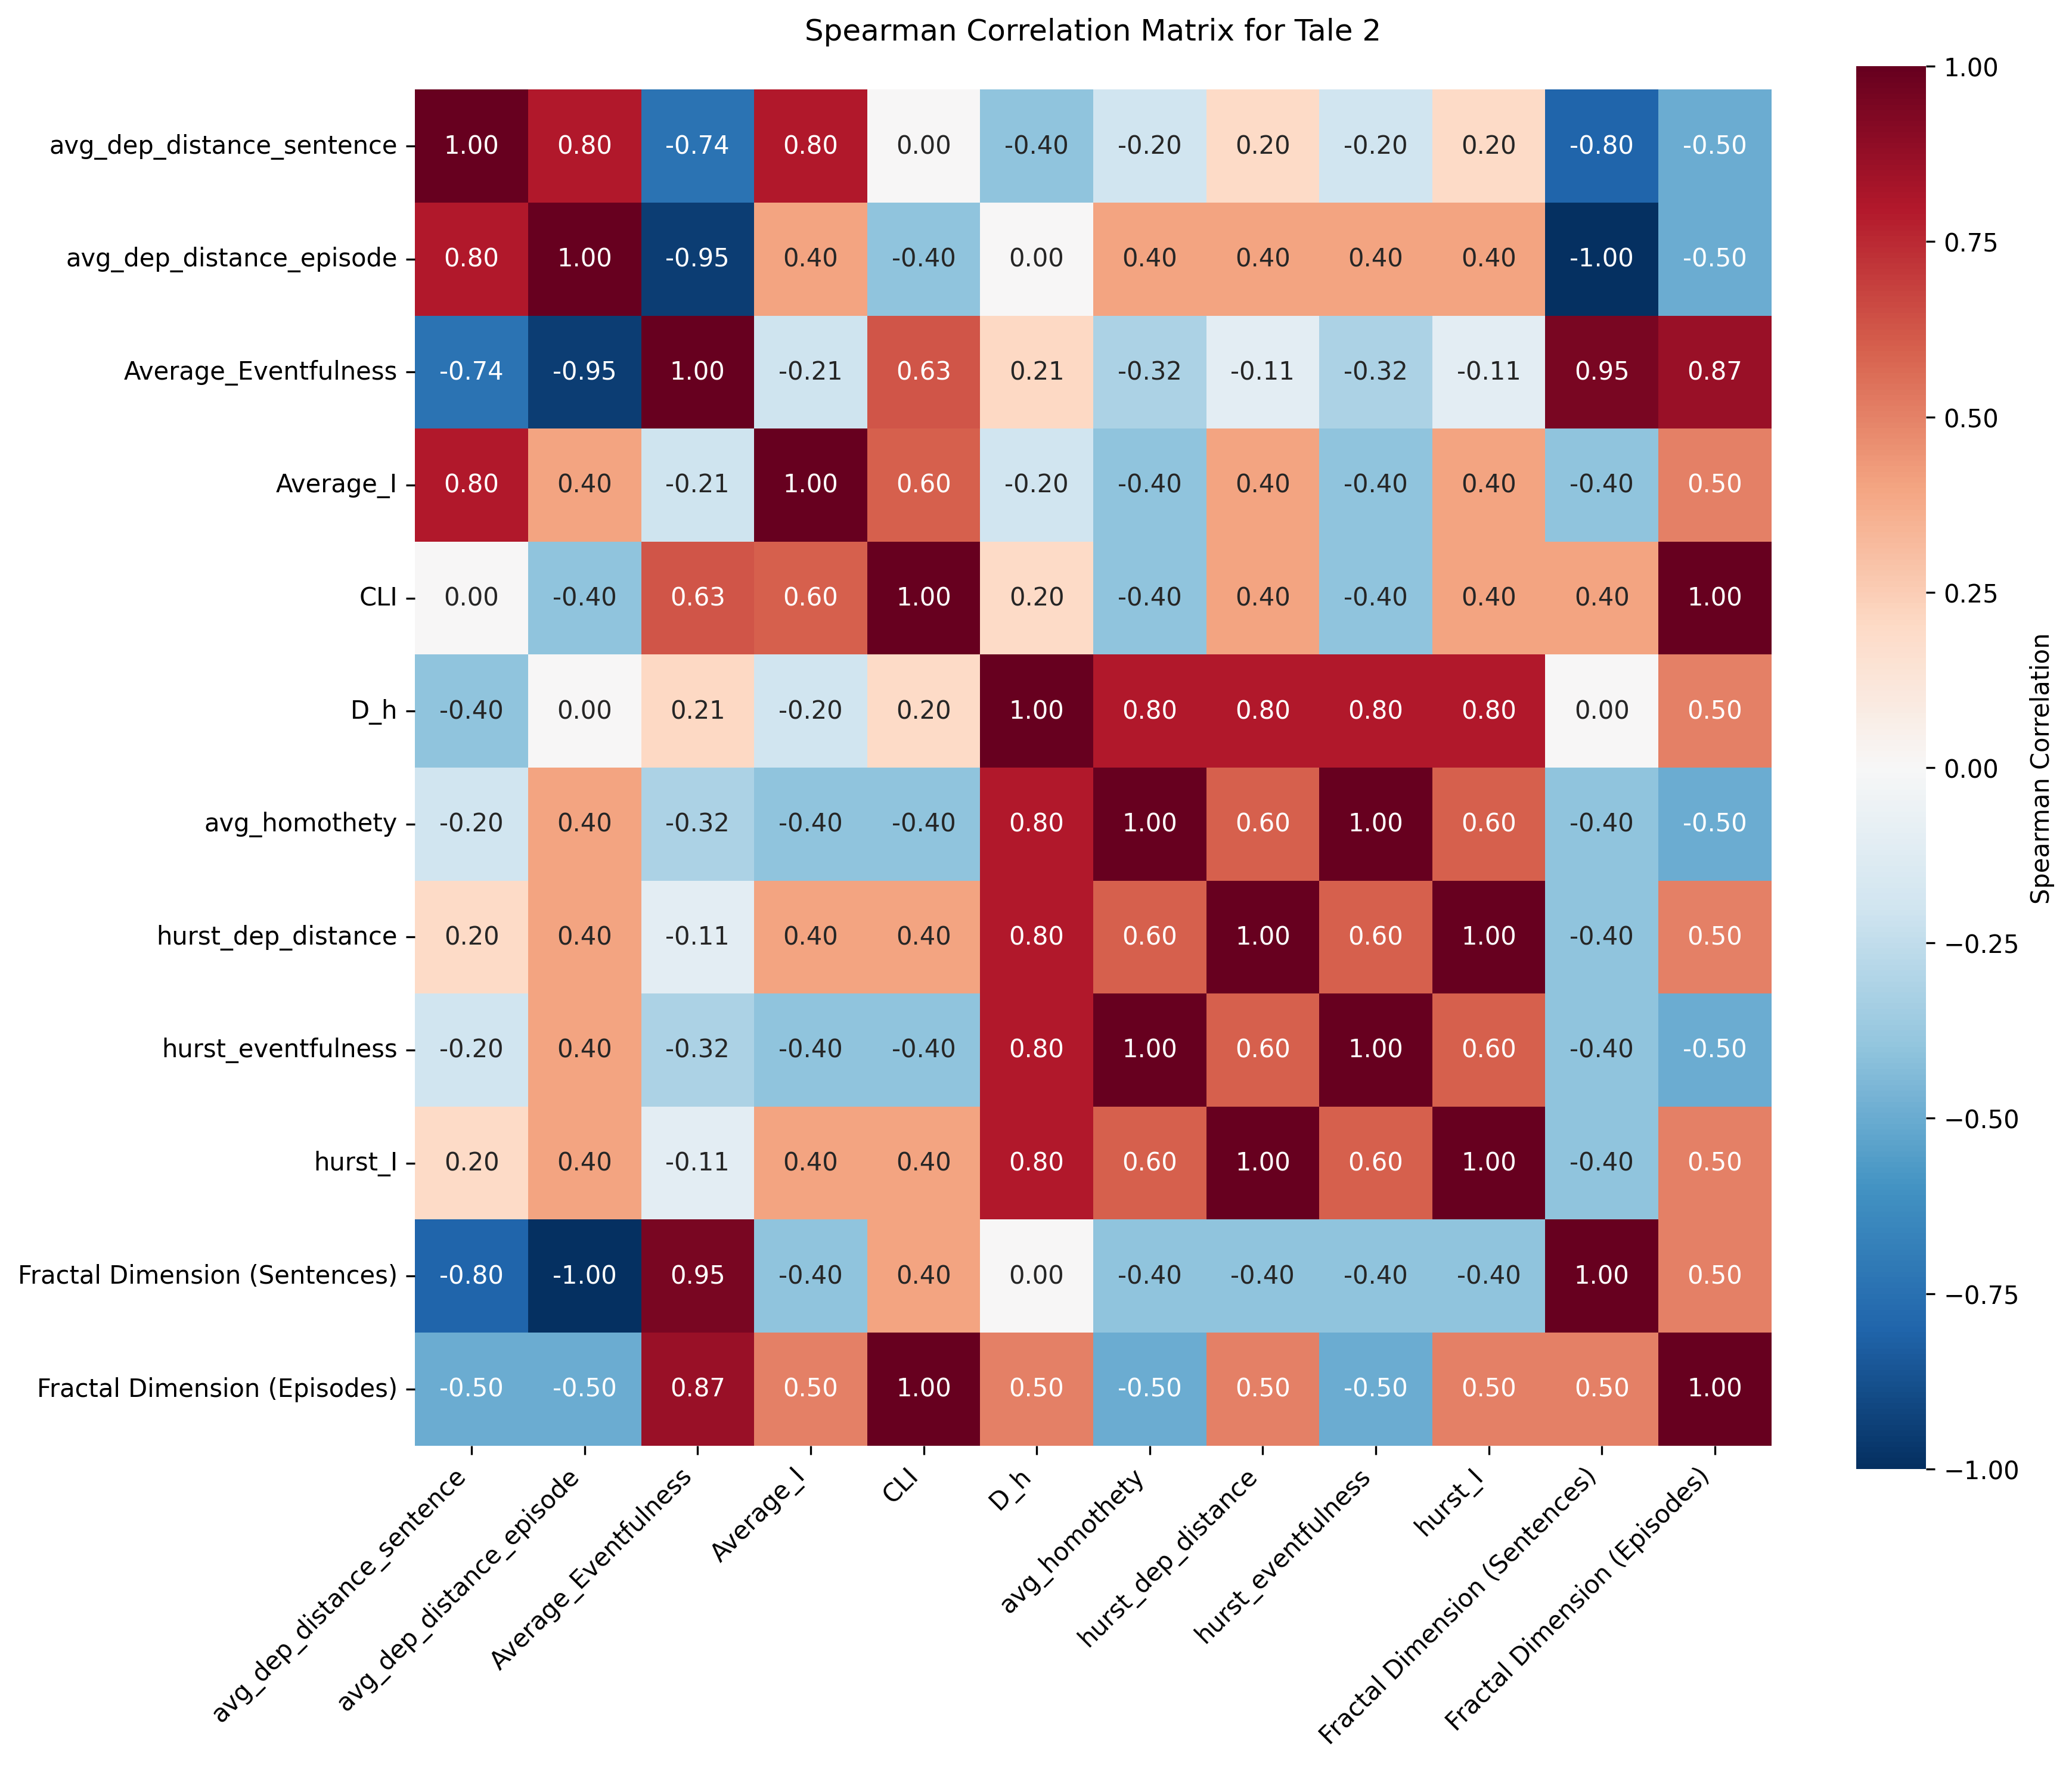 Spearman Correlation Matrix for Tale 2
avg_dep_distance_sentence 1.00 0.80 -0.74 0.80 0.00 -0.40 -0.20 0.20 -0.20 0.20 -0.80 -0.50
avg_dep_distance_episode 0.80 1.00 -0.95 0.40 -0.40 0.00 0.40 0.40 0.40 0.40 -1.00 -0.50
Average_Eventfulness -0.74 -0.95 1.00 -0.21 0.63 0.21 -0.32 -0.11 -0.32 -0.11 0.95 0.87
Average_I 0.80 0.40 -0.21 1.00 0.60 -0.20 -0.40 0.40 -0.40 0.40 -0.40 0.50
CLI 0.00 -0.40 0.63 0.60 1.00 0.20 -0.40 0.40 -0.40 0.40 0.40 1.00
D_h -0.40 0.00 0.21 -0.20 0.20 1.00 0.80 0.80 0.80 0.80 0.00 0.50
avg_homothety -0.20 0.40 -0.32 -0.40 -0.40 0.80 1.00 0.60 1.00 0.60 -0.40 -0.50
hurst_dep_distance 0.20 0.40 -0.11 0.40 0.40 0.80 0.60 1.00 0.60 1.00 -0.40 0.50
hurst_eventfulness -0.20 0.40 -0.32 -0.40 -0.40 0.80 1.00 0.60 1.00 0.60 -0.40 -0.50
hurst_I 0.20 0.40 -0.11 0.40 0.40 0.80 0.60 1.00 0.60 1.00 -0.40 0.50
Fractal Dimension (Sentences) -0.80 -1.00 0.95 -0.40 0.40 0.00 -0.40 -0.40 -0.40 -0.40 1.00 0.50
Fractal Dimension (Episodes) -0.50 -0.50 0.87 0.50 1.00 0.50 -0.50 0.50 -0.50 0.50 0.50 1.00
avg_dep_distance_sentence
avg_dep_distance_episode
Average_Eventfulness
Average_I
CLI
D_h
avg_homothety
hurst_dep_distance
hurst_eventfulness
hurst_I
Fractal Dimension (Sentences)
Fractal Dimension (Episodes)
1.00
0.75
0.50
0.25
0.00
−0.25
−0.50
−0.75
−1.00
Spearman Correlation